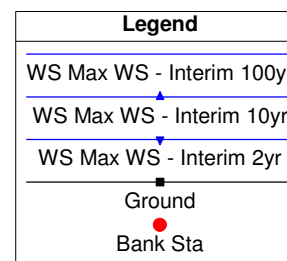 Legend
WS Max WS - Interim 100y
WS Max WS - Interim 10yr
WS Max WS - Interim 2yr
Ground
Bank Sta